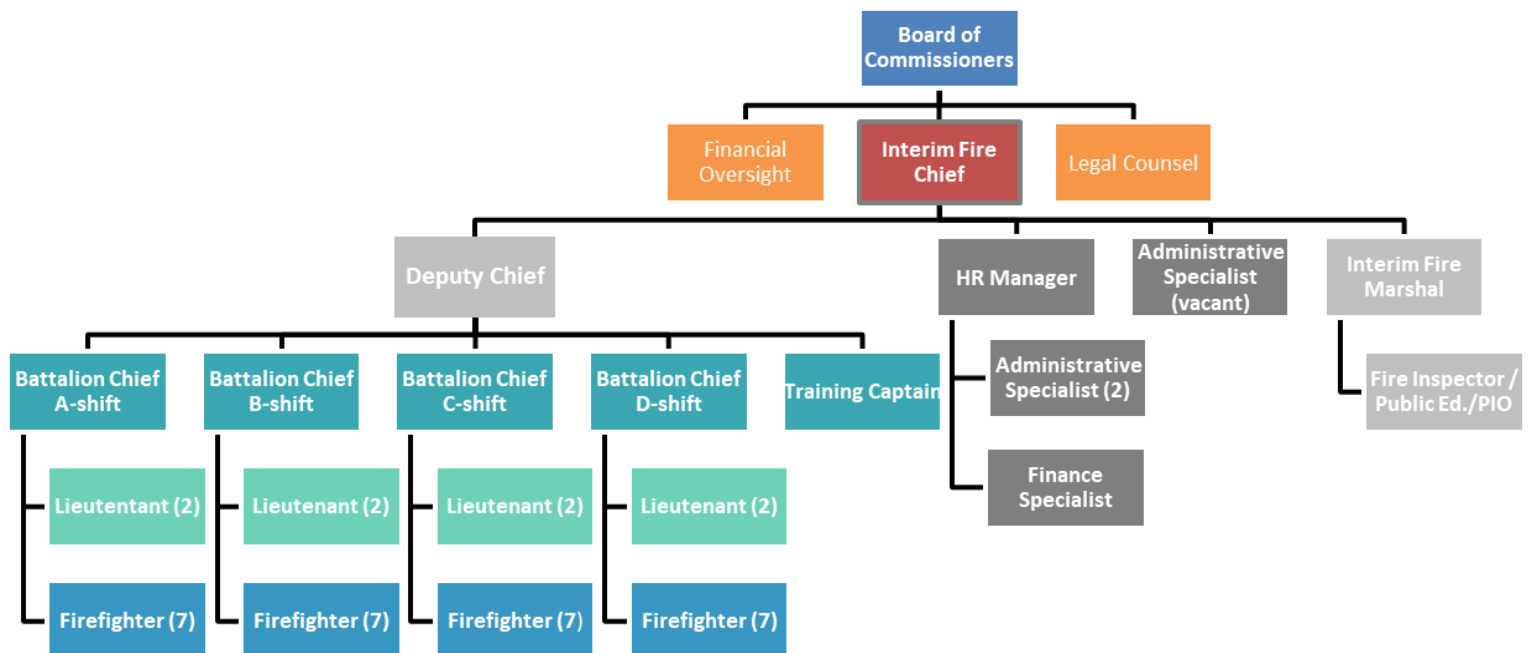 Board of
Commissioners
Financial
Oversight
Interim Fire
Chief
Legal Counsel
Deputy Chief
HR Manager
Administrative
Specialist
(vacant)
Interim Fire
Marshal
Battalion Chief
A-shift
Battalion Chief
B-shift
Battalion Chief
C-shift
Battalion Chief
D-shift
Training Captain
Administrative
Specialist (2)
Fire Inspector /
Public Ed./PIO
Lieutentant (2)
Lieutenant (2)
Lieutenant (2)
Lieutenant (2)
Finance
Specialist
Firefighter (7)
Firefighter (7)
Firefighter (7)
Firefighter (7)